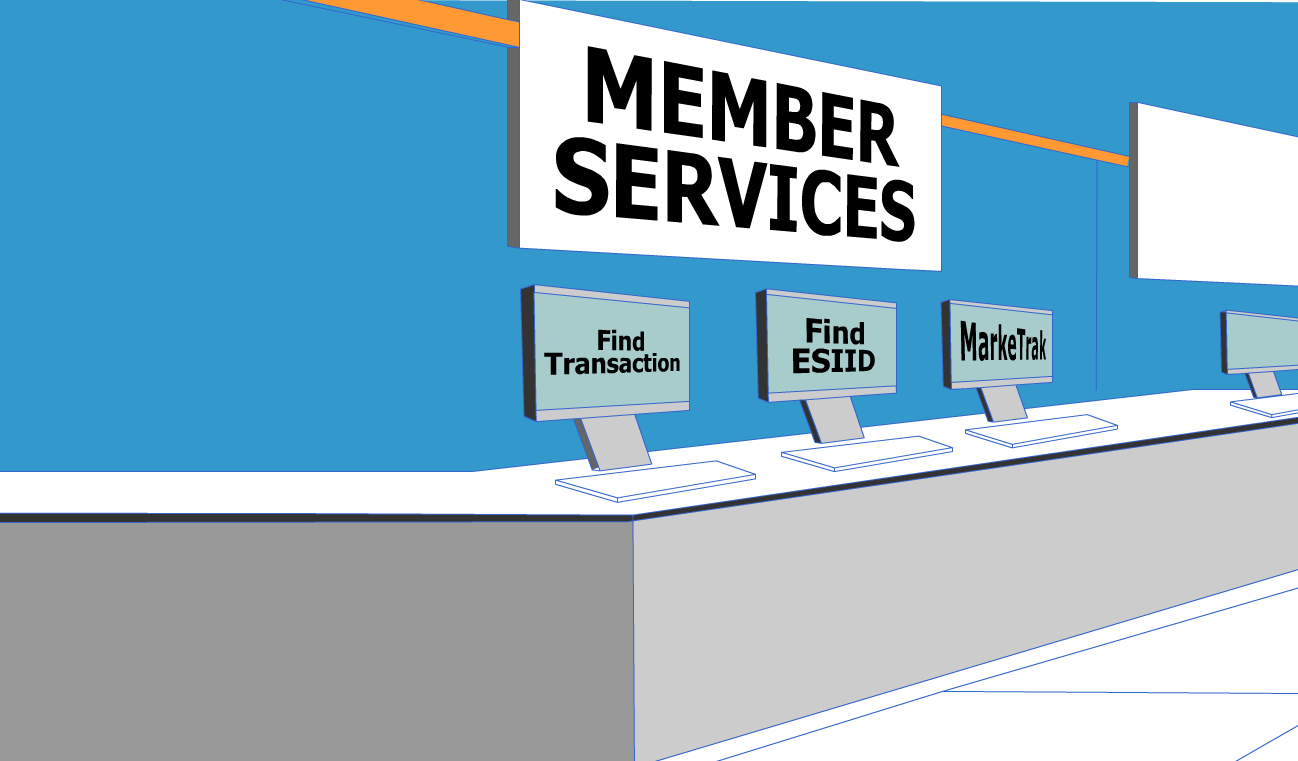 MEMBER
SERVICES
Find
Transaction
Find
ESIID
MarkeTrak